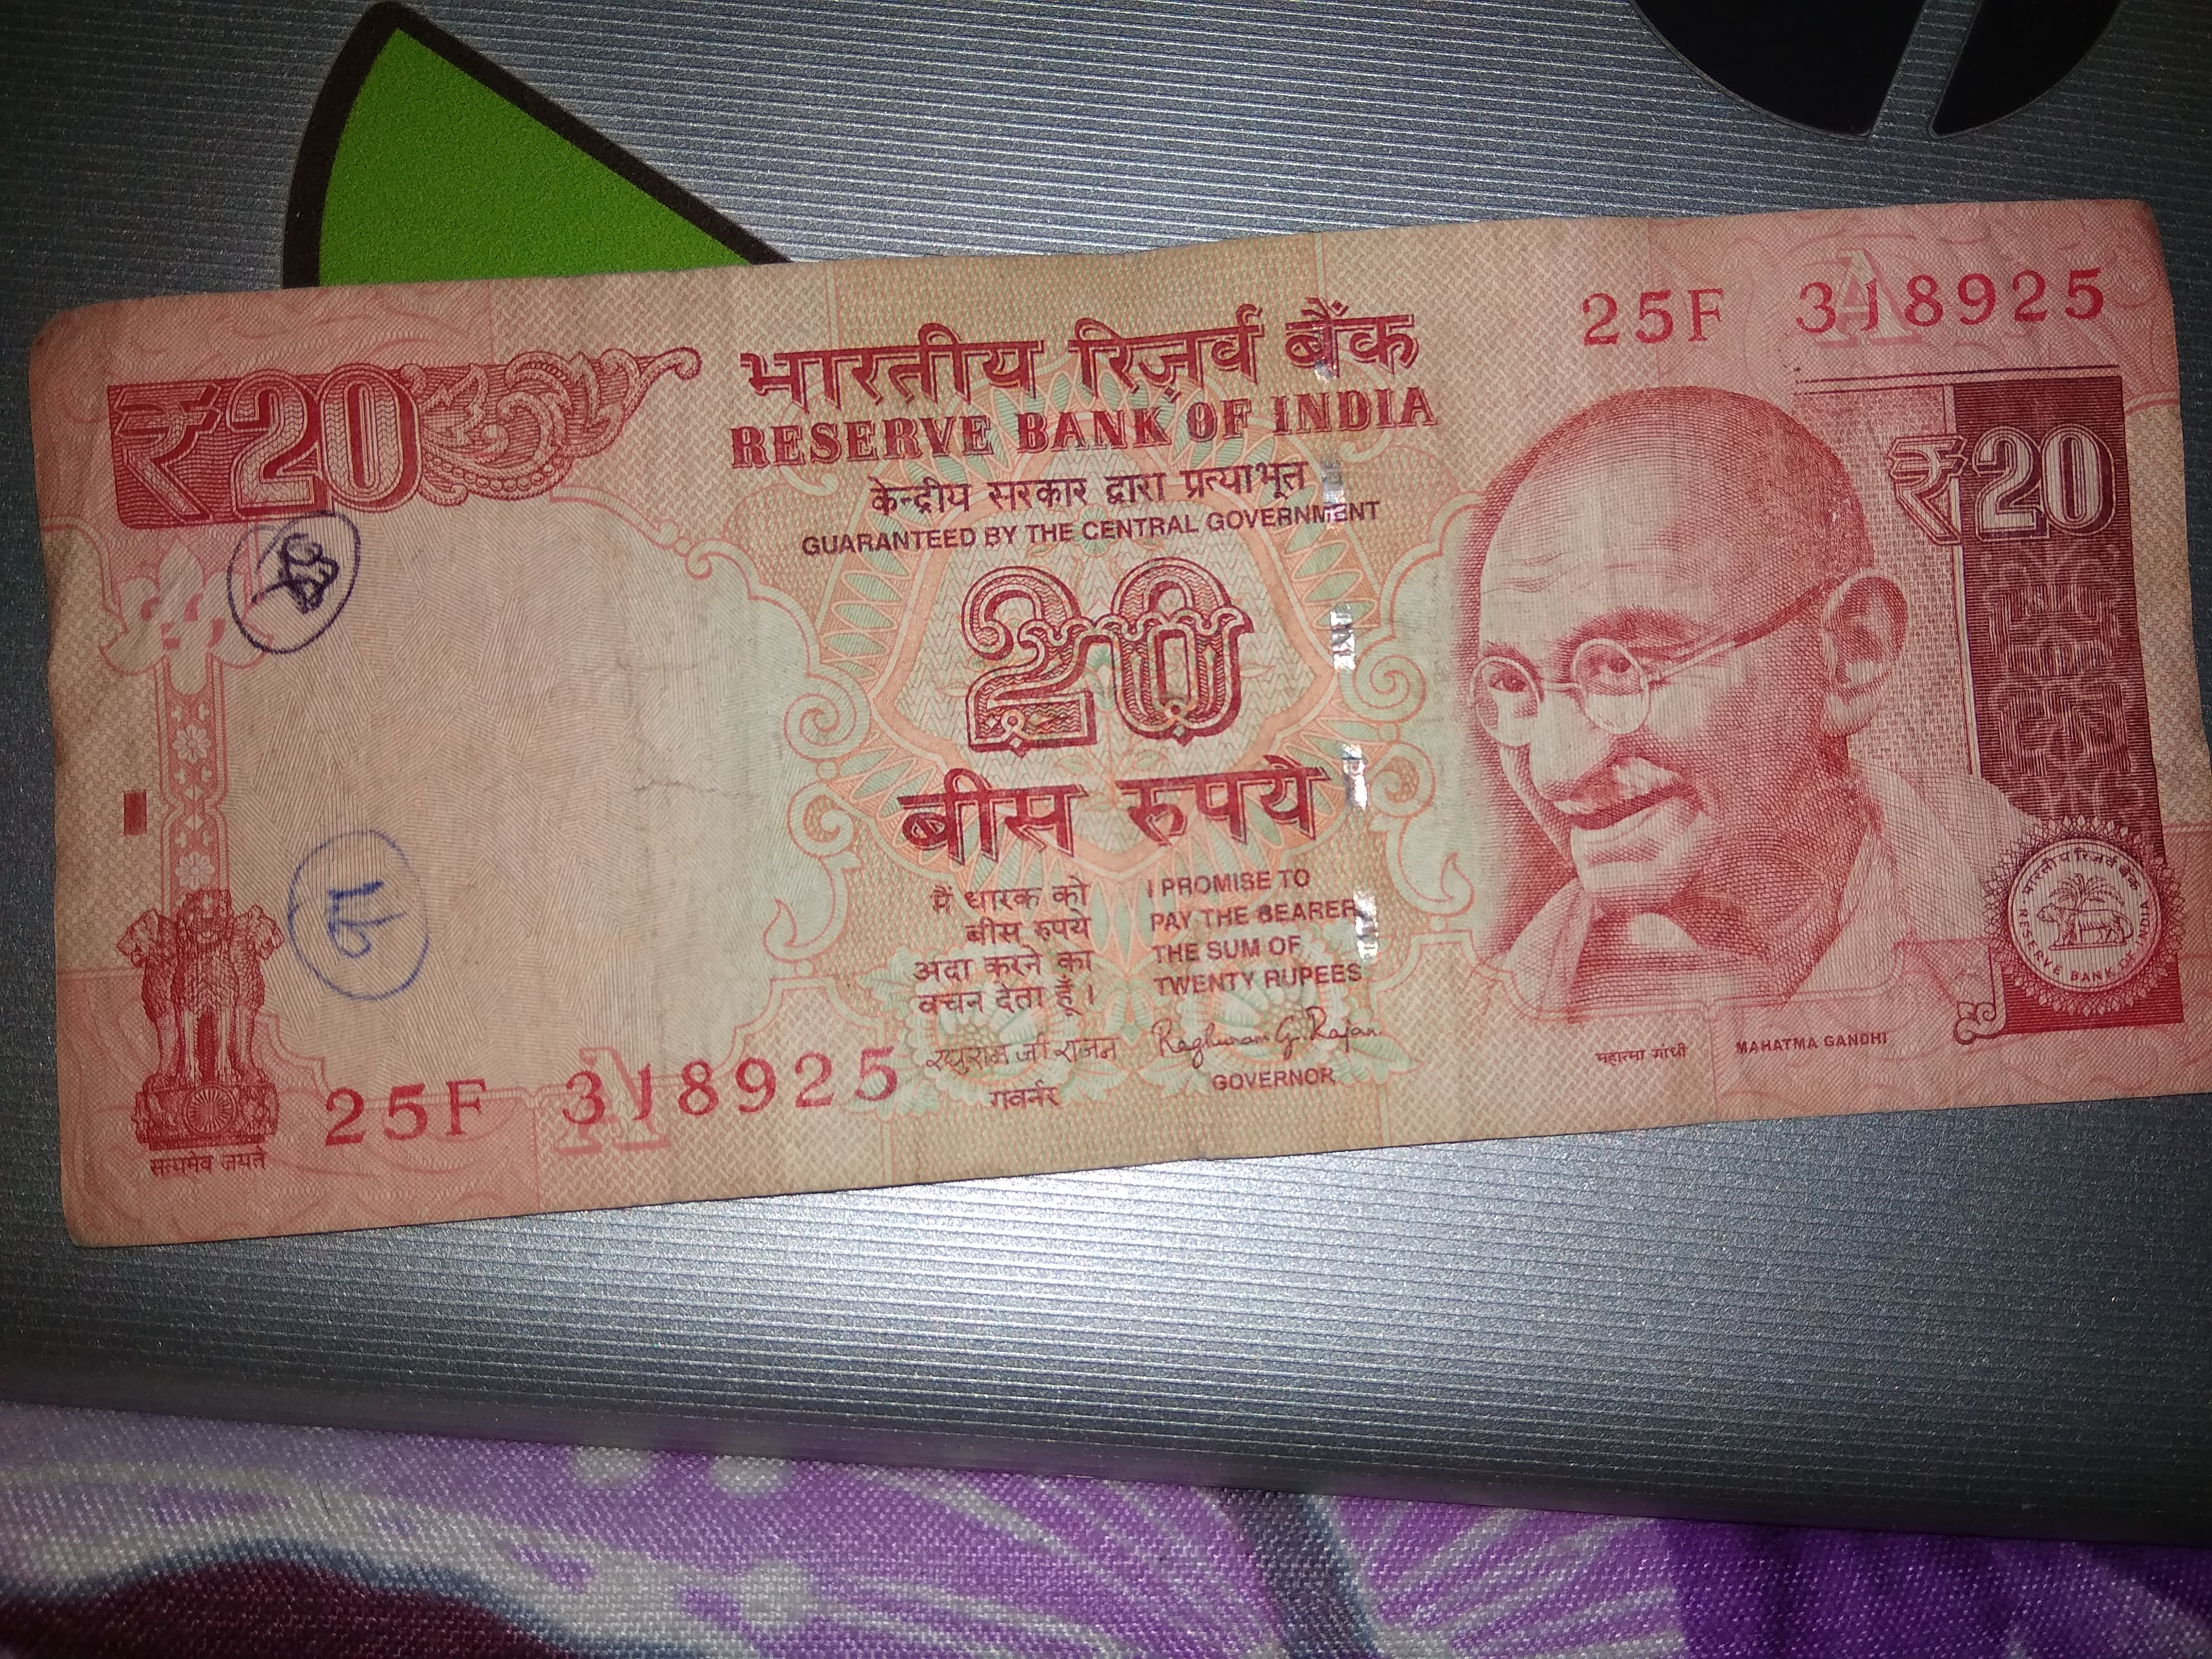 25F 318925
₹20
भारतीय रिज़र्व बैंक
RESERVE BANK OF INDIA
₹20
केन्द्रीय सरकार द्वारा प्रत्याभूत
GUARANTEED BY THE CENTRAL GOVERNMENT
20
बीस रुपये
मैं धारक को
बीस रुपये
अदा करने का
वचन देता हूँ।
I PROMISE TO
PAY THE BEARER
THE SUM OF
TWENTY RUPEES
रघुराम जी राजन
गवर्नर
Raghuram G. Rajan
GOVERNOR
महात्मा गांधी
MAHATMA GANDHI
भारतीय रिज़र्व बैंक
RESERVE BANK OF INDIA
25F 318925
A
A
सत्यमेव जयते